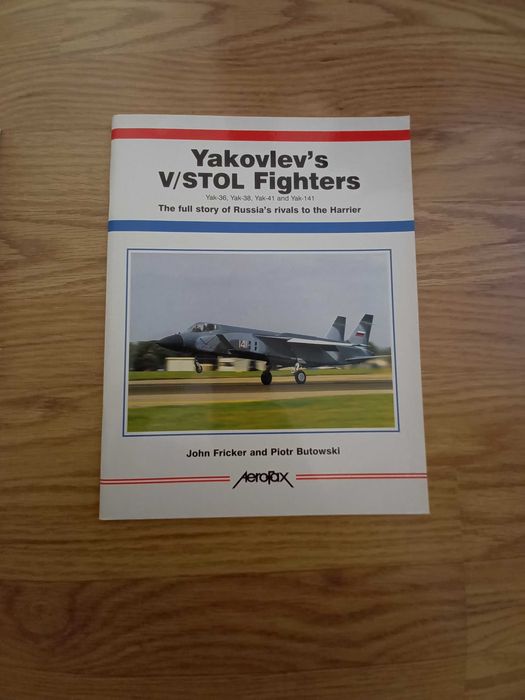 Yakovlev's
V/STOL Fighters
Yak-36, Yak-38, Yak-41 and Yak-141
The full story of Russia's rivals to the Harrier
141
John Fricker and Piotr Butowski
AeroFax